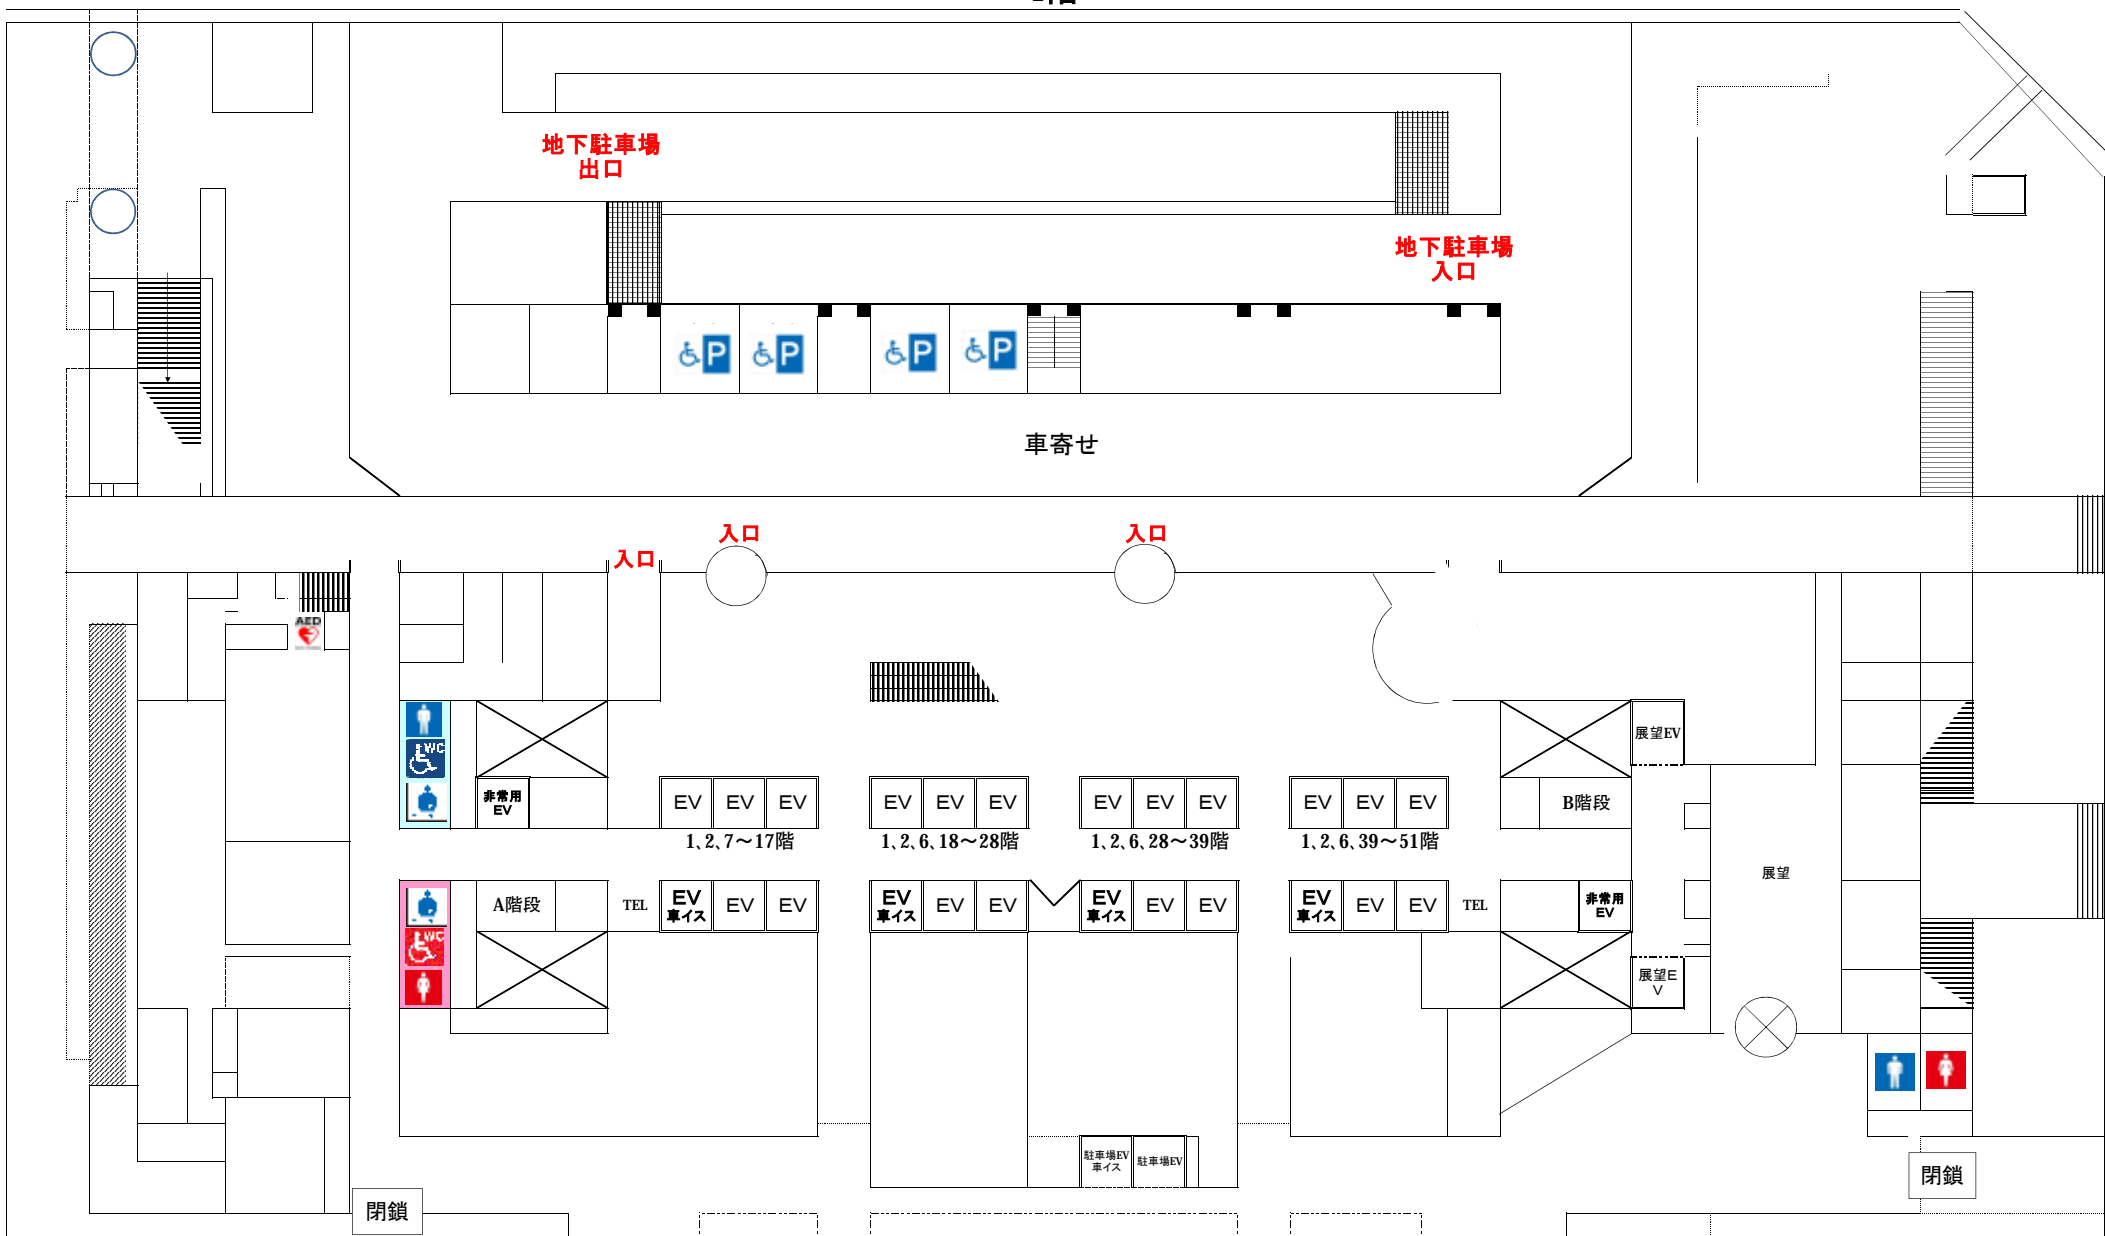 地下駐車場
出口
地下駐車場
入口
P
P
P
P
車寄せ
入口
入口
入口
AED
WC
展望EV
非常用
EV
EV EV EV
EV EV EV
EV EV EV
EV EV EV
B階段
1、2、7〜17階
1、2、6、18〜28階
1、2、6、28〜39階
1、2、6、39〜51階
展望
A階段
TEL
EV
車イス
EV EV
EV
車イス
EV EV
EV
車イス
EV EV
EV
車イス
EV EV
TEL
非常用
EV
WC
展望E
V
駐車場EV
車イス
駐車場EV
閉鎖
閉鎖